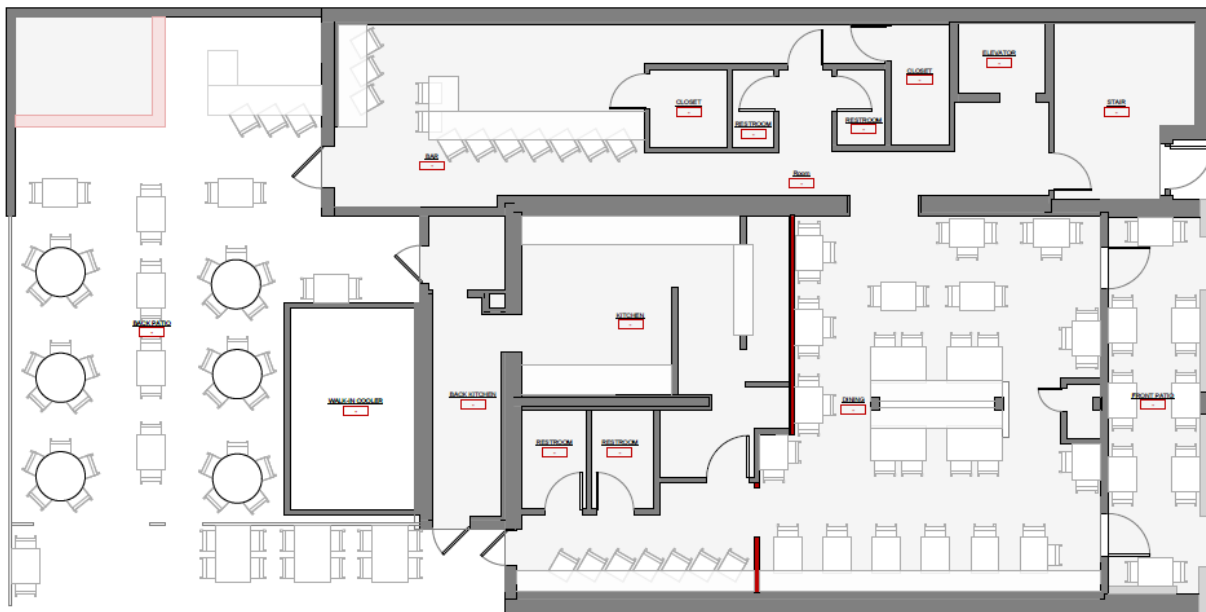 ELEVATOR
CLOSET
STAIR
CLOSET
RESTROOM
RESTROOM
BAR
Room
KITCHEN
BACK PATIO
WALK-IN COOLER
BACK KITCHEN
DINING
FRONT PATIO
RESTROOM
RESTROOM